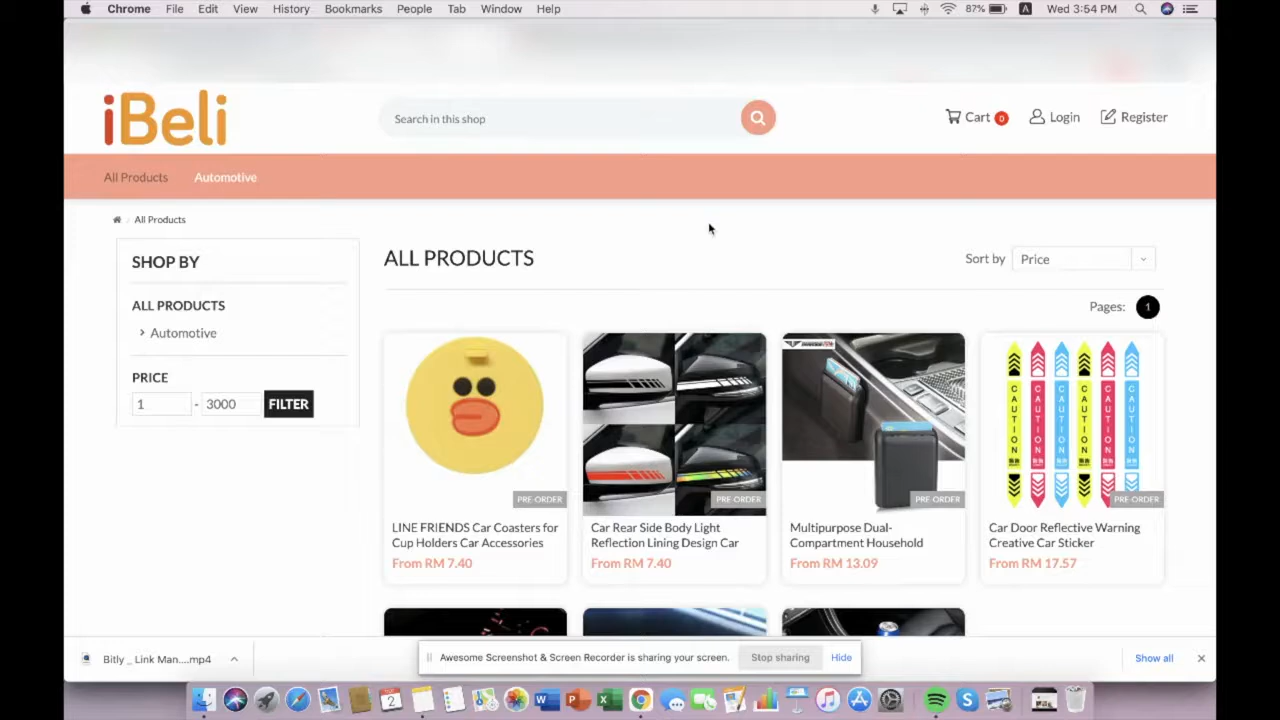 Chrome File Edit View History Bookmarks People Tab Window Help 87% A Wed 3:54 PM
iBeli
Search in this shop
Cart 0 Login Register
All Products Automotive
/ All Products
SHOP BY
ALL PRODUCTS
> Automotive
PRICE
1 - 3000 FILTER
ALL PRODUCTS
Sort by Price
Pages: 1
CAUTION CAUTION CAUTION CAUTION CAUTION CAUTION
PRE-ORDER PRE-ORDER PRE-ORDER PRE-ORDER
LINE FRIENDS Car Coasters for
Cup Holders Car Accessories
From RM 7.40
Car Rear Side Body Light
Reflection Lining Design Car
From RM 7.40
Multipurpose Dual-
Compartment Household
From RM 13.09
Car Door Reflective Warning
Creative Car Sticker
From RM 17.57
Bitly _ Link Man....mp4
Awesome Screenshot & Screen Recorder is sharing your screen. Stop sharing Hide
Show all